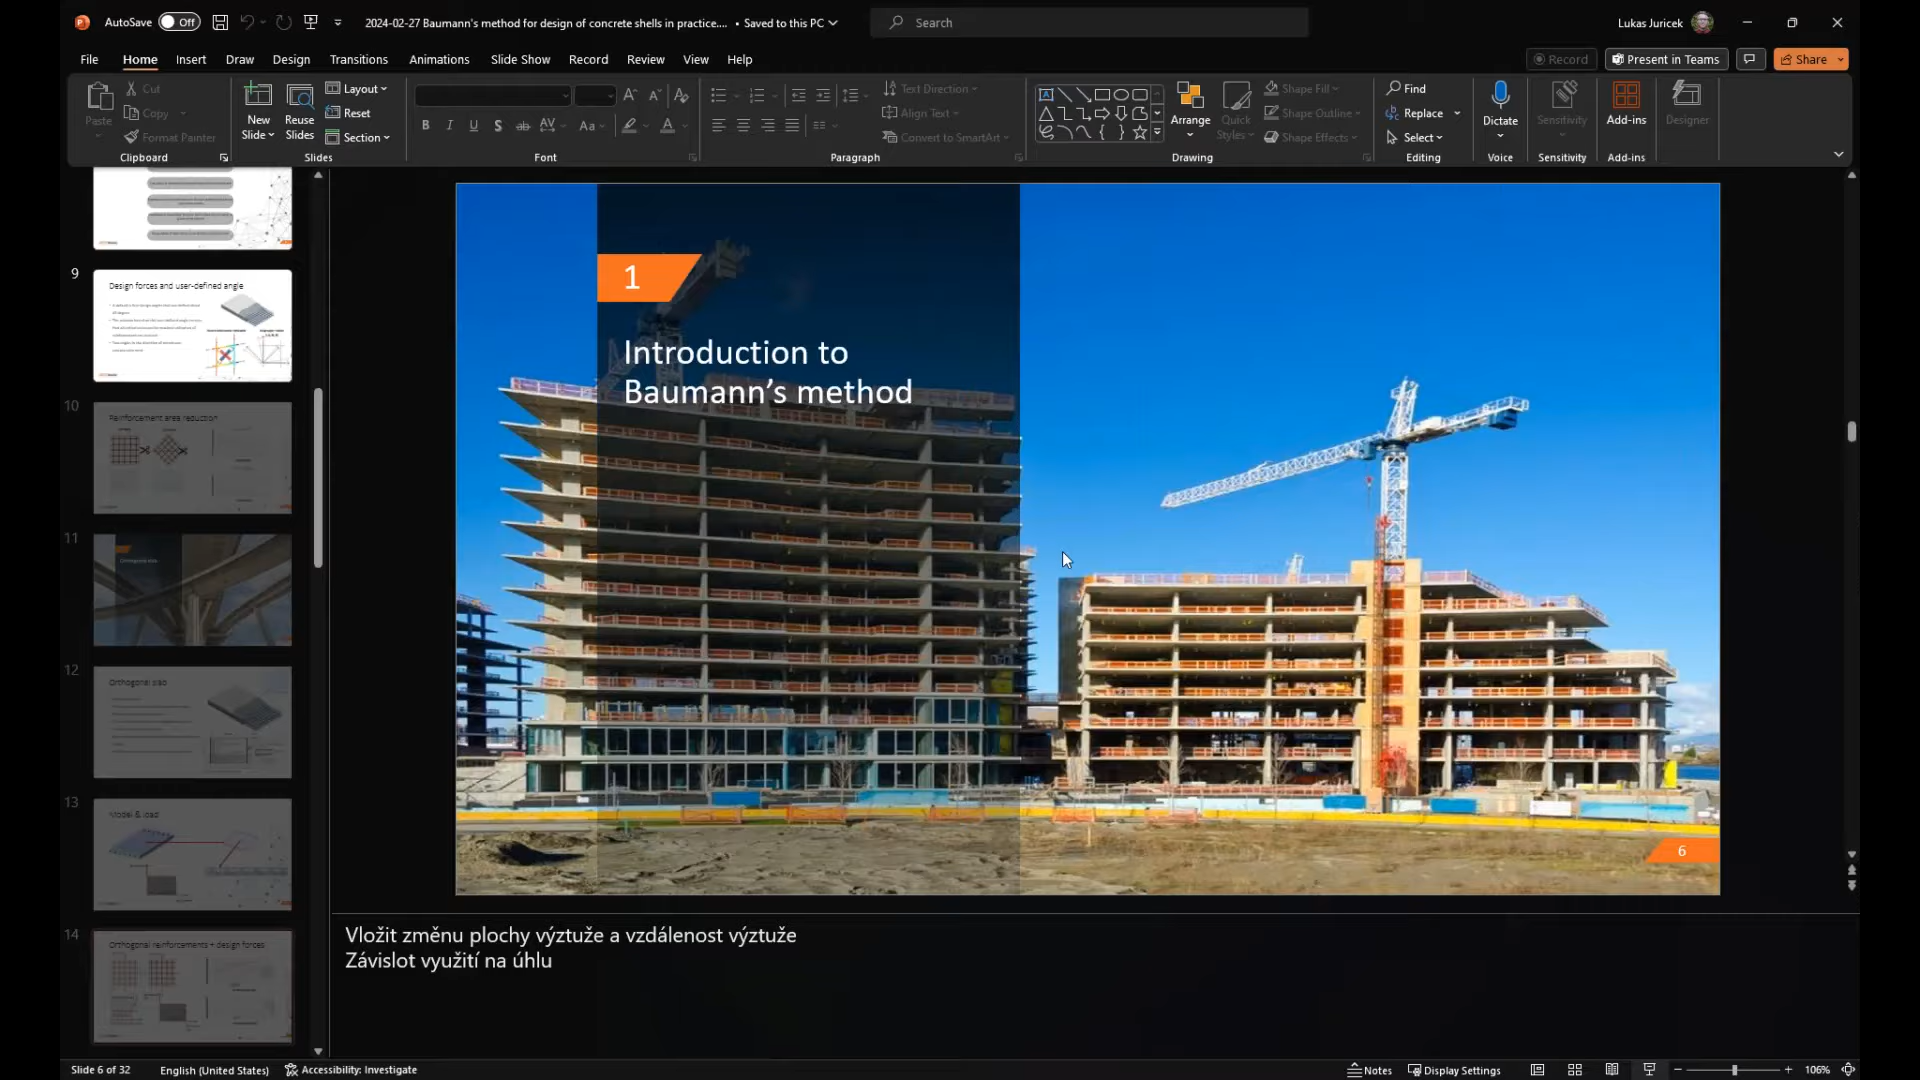 AutoSave Off 2024-02-27 Baumann's method for design of concrete shells in practice.... • Saved to this PC Search Lukas Juricek
File Home Insert Draw Design Transitions Animations Slide Show Record Review View Help Record Present in Teams Share
Paste Cut Copy Format Painter Clipboard
New Slide Reuse Slides Layout Reset Section Slides
B I U S ab AV Aa A Font
Paragraph Text Direction Align Text Convert to SmartArt
Arrange Quick Styles Shape Fill Shape Outline Shape Effects Drawing
Find Replace Select Editing
Dictate Voice
Sensitivity Sensitivity
Add-ins Add-ins
Designer
9
Design forces and user-defined angle
10
Reinforcement area reduction
11
Orthogonal slab
12
Orthogonal slab
13
Model & load
14
Orthogonal reinforcements + design forces
1
Introduction to
Baumann's method
6
Vložit změnu plochy výztuže a vzdálenost výztuže
Závislot využití na úhlu
Slide 6 of 32 English (United States) Accessibility: Investigate Notes Display Settings 106%